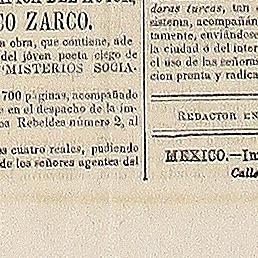 CO ZARCO.
a obra, que contiene, ade
del jóven poeta ciego de
"MISTERIOS SOCIA-
700 páginas, acompañado
s en el despacho de la im-
os Rebeldes número 2, al
s cuatro reales, pudiendo
de los señores agentes del
doras turcas, tan
sistema, acompañán
tamente, enviándose
la ciudad o del inter
el uso de las señoras
cion pronta y radica
REDACTOR EN
MEXICO.—Im
Calle